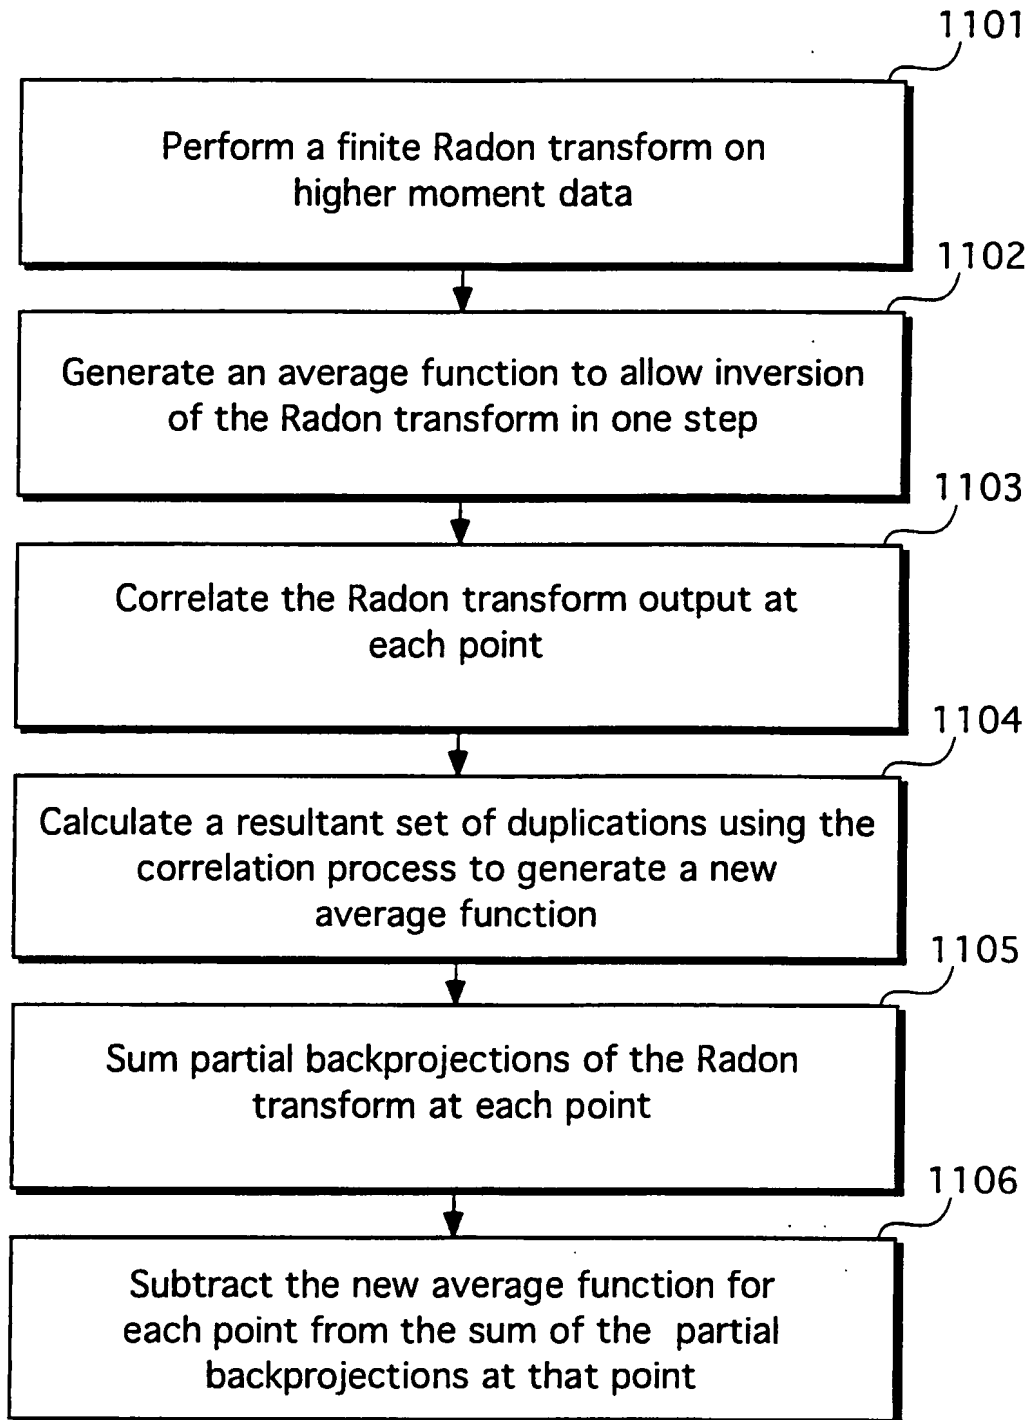 1101
Perform a finite Radon transform on
higher moment data
1102
Generate an average function to allow inversion
of the Radon transform in one step
1103
Correlate the Radon transform output at
each point
1104
Calculate a resultant set of duplications using the
correlation process to generate a new
average function
1105
Sum partial backprojections of the Radon
transform at each point
1106
Subtract the new average function for
each point from the sum of the partial
backprojections at that point